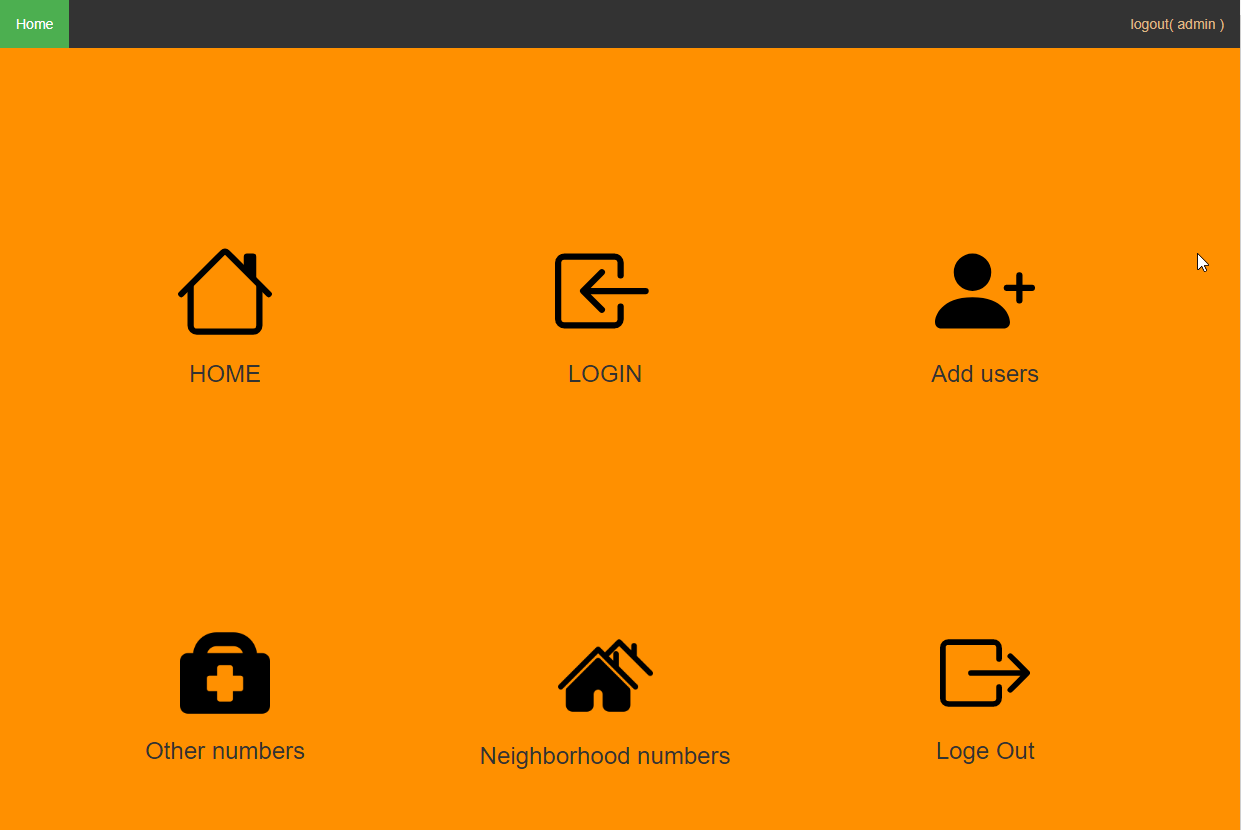 Home
logout( admin )
HOME
LOGIN
Add users
Other numbers
Neighborhood numbers
Loge Out